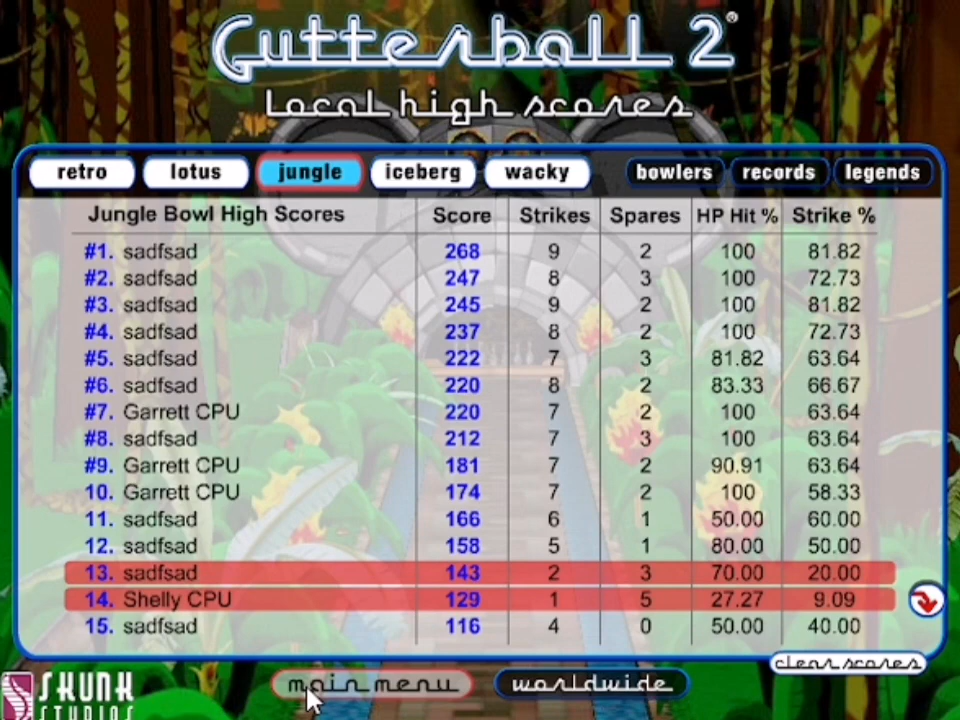 Gutterball 2®
Local high scores
retro lotus jungle iceberg wacky bowlers records legends
Jungle Bowl High Scores Score Strikes Spares HP Hit % Strike %
#1. sadfsad 268 9 2 100 81.82
#2. sadfsad 247 8 3 100 72.73
#3. sadfsad 245 9 2 100 81.82
#4. sadfsad 237 8 2 100 72.73
#5. sadfsad 222 7 3 81.82 63.64
#6. sadfsad 220 8 2 83.33 66.67
#7. Garrett CPU 220 7 2 100 63.64
#8. sadfsad 212 7 3 100 63.64
#9. Garrett CPU 181 7 2 90.91 63.64
10. Garrett CPU 174 7 2 100 58.33
11. sadfsad 166 6 1 50.00 60.00
12. sadfsad 158 5 1 80.00 50.00
13. sadfsad 143 2 3 70.00 20.00
14. Shelly CPU 129 1 5 27.27 9.09
15. sadfsad 116 4 0 50.00 40.00
clear scores
main menu worldwide
SKUNK
STUDIOS